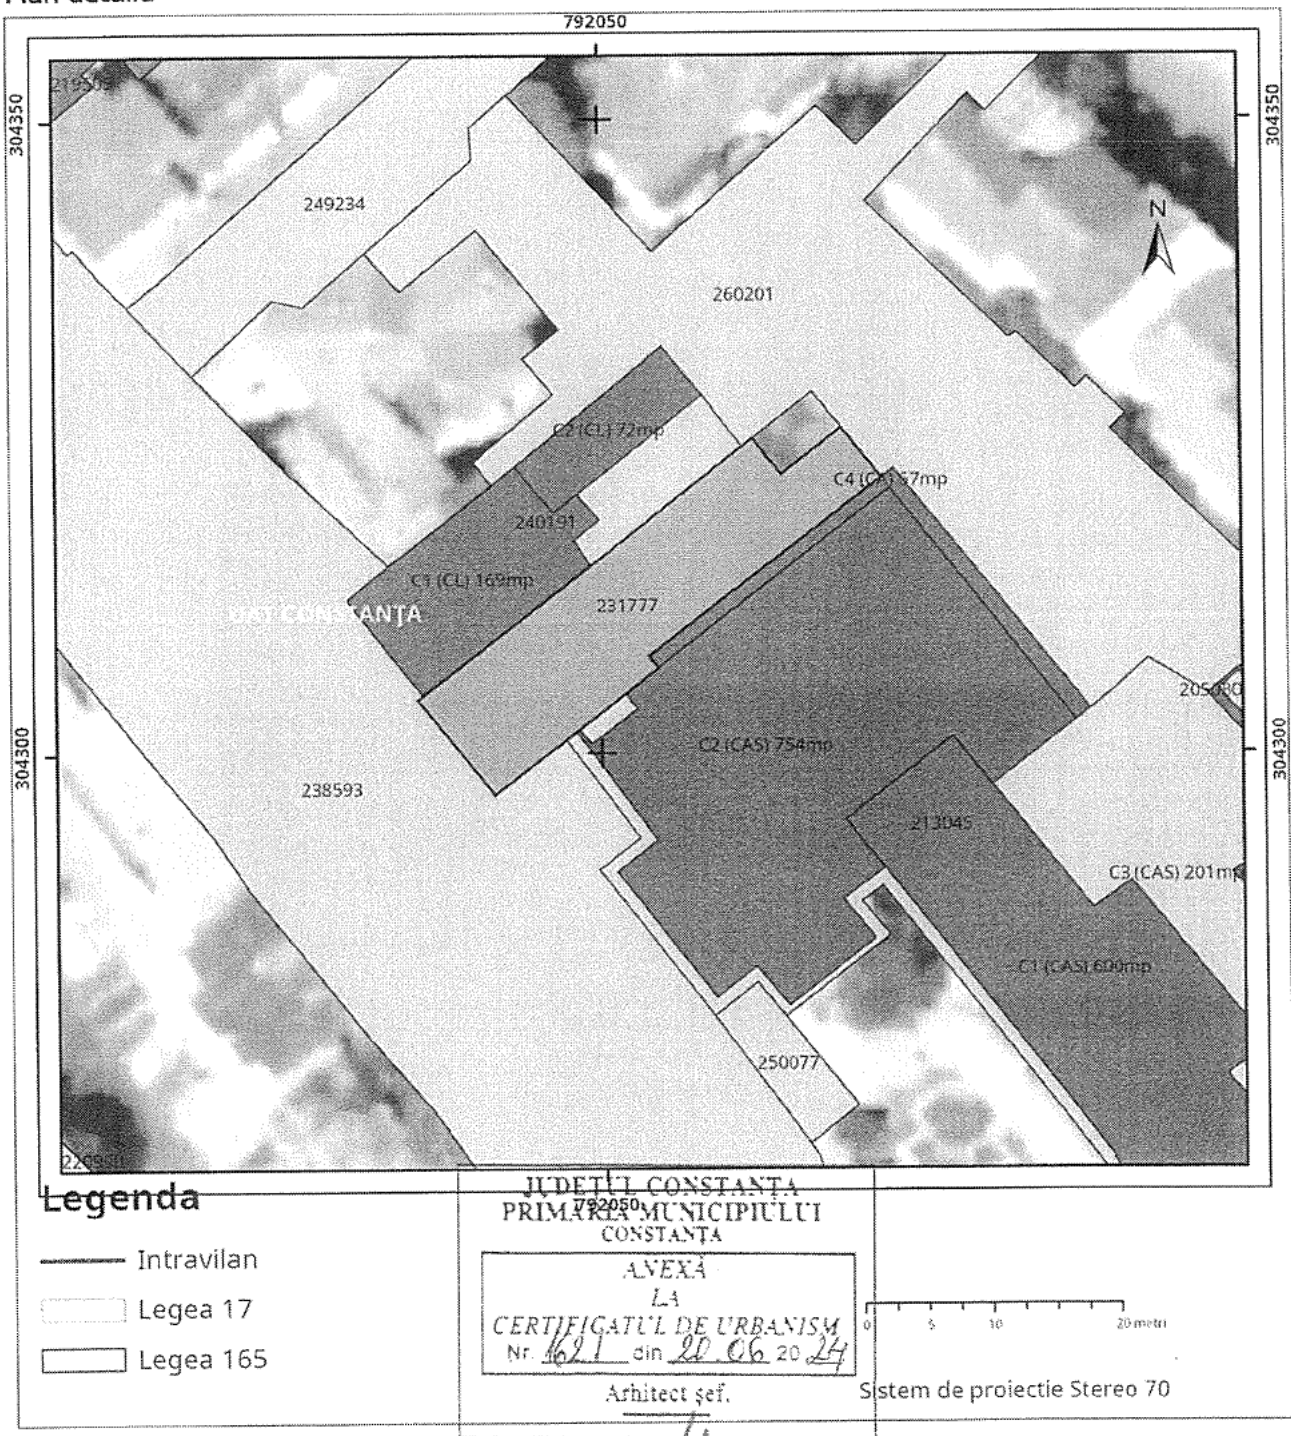 792050
304350
304350
249234
N
260201
C2 (CL) 72mp
C4 (CA) 57mp
240191
C1 (CL) 169mp
231777
UAT CONSTANȚA
205080
C2 (CAS) 754mp
304300
304300
238593
213045
C3 (CAS) 201mp
C1 (CAS) 600mp
250077
Legenda
792050
JUDEȚUL CONSTANȚA
PRIMĂRIA MUNICIPIULUI
CONSTANȚA
Intravilan
ANEXĂ
LA
Legea 17
CERTIFICATUL DE URBANISM
0 5 10 20 metri
Nr. 1621 din 20.06 2024
Legea 165
Arhitect șef,
Sistem de proiectie Stereo 70